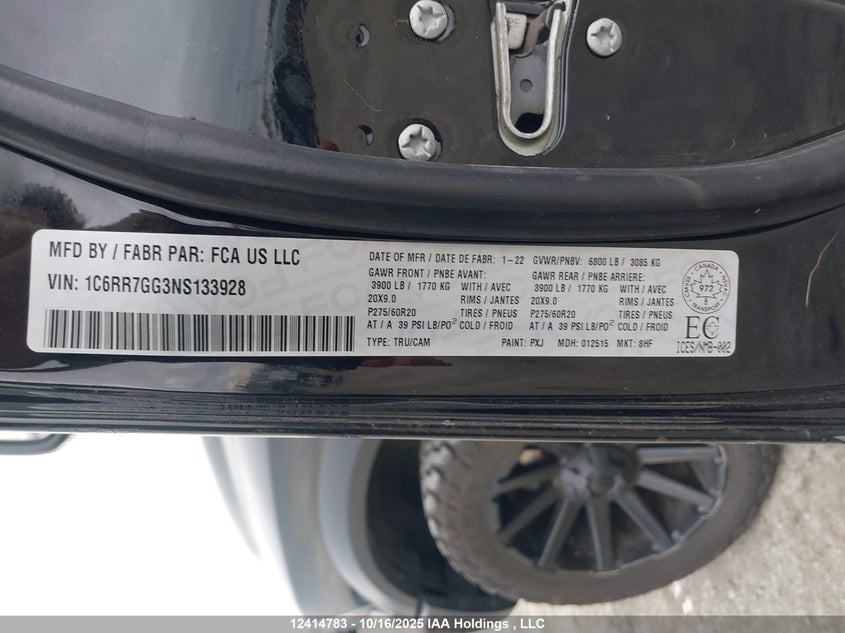 MFD BY / FABR PAR: FCA US LLC
VIN: 1C6RR7GG3NS133928
DATE OF MFR / DATE DE FABR: 1-22 GVWR/PNBV: 6800 LB / 3085 KG
GAWR FRONT / PNBE AVANT: GAWR REAR / PNBE ARRIERE:
3900 LB / 1770 KG WITH / AVEC 3900 LB / 1770 KG WITH / AVEC
20X9.0 RIMS / JANTES 20X9.0 RIMS / JANTES
P275/60R20 TIRES / PNEUS P275/60R20 TIRES / PNEUS
AT / A 39 PSI LB/PO² COLD / FROID AT / A 39 PSI LB/PO² COLD / FROID
TYPE: TRU/CAM PAINT: PXJ MDH: 012515 MKT: 8HF
CANADA
TRANSPORT
972
EC
ICES/NMB-002
12414783 - 10/16/2025 IAA Holdings , LLC